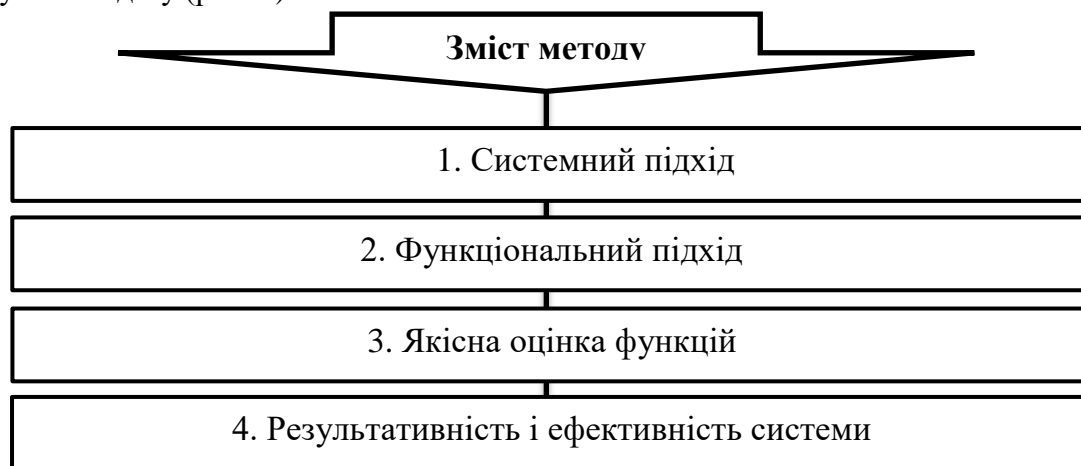 Зміст методу
1. Системний підхід
2. Функціональний підхід
3. Якісна оцінка функцій
4. Результативність і ефективність системи